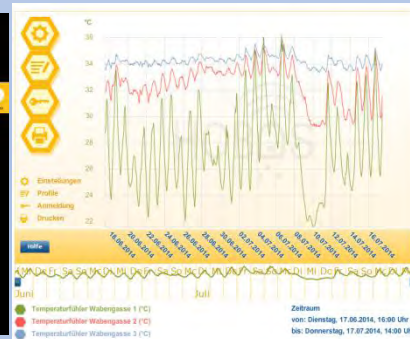 °C
36
34
32
30
28
26
24
22
Einstellungen
Profile
Anmeldung
Drucken
18.06.2014
20.06.2014
22.06.2014
24.06.2014
26.06.2014
28.06.2014
30.06.2014
02.07.2014
04.07.2014
06.07.2014
08.07.2014
10.07.2014
12.07.2014
14.07.2014
16.07.2014
Hilfe
Juni
Juli
Temperaturfühler Wabengasse 1 (°C)
Temperaturfühler Wabengasse 2 (°C)
Temperaturfühler Wabengasse 3 (°C)
Zeitraum
von: Dienstag, 17.06.2014, 16:00 Uhr
bis: Donnerstag, 17.07.2014, 14:00 Uhr